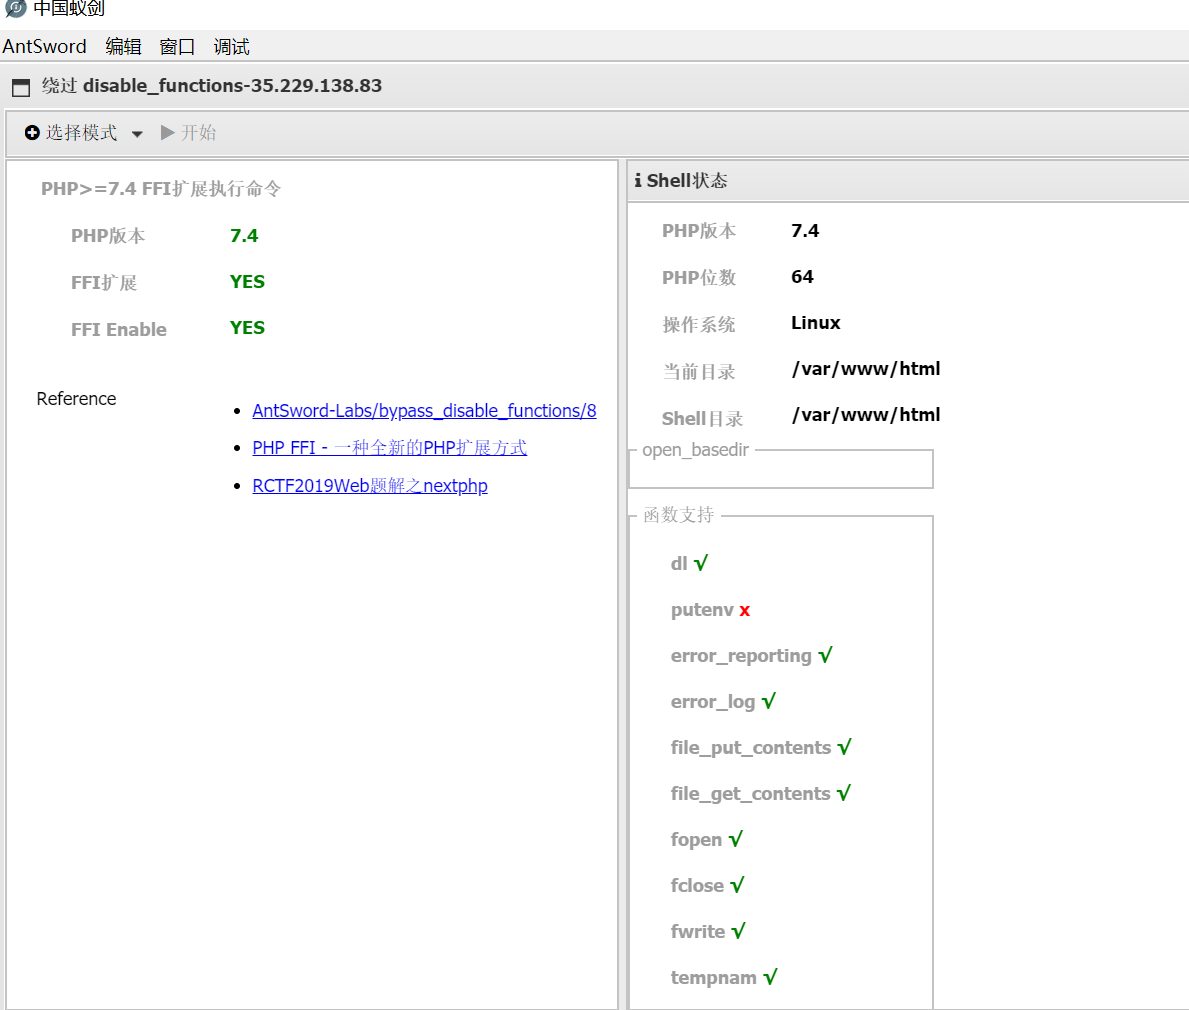 中国蚁剑
AntSword 编辑 窗口 调试
绕过 disable_functions-35.229.138.83
选择模式 开始
PHP>=7.4 FFI扩展执行命令
PHP版本 7.4
FFI扩展 YES
FFI Enable YES
Reference
AntSword-Labs/bypass_disable_functions/8
PHP FFI - 一种全新的PHP扩展方式
RCTF2019Web题解之nextphp
Shell状态
PHP版本 7.4
PHP位数 64
操作系统 Linux
当前目录 /var/www/html
Shell目录 /var/www/html
open_basedir
函数支持
dl √
putenv x
error_reporting √
error_log √
file_put_contents √
file_get_contents √
fopen √
fclose √
fwrite √
tempnam √